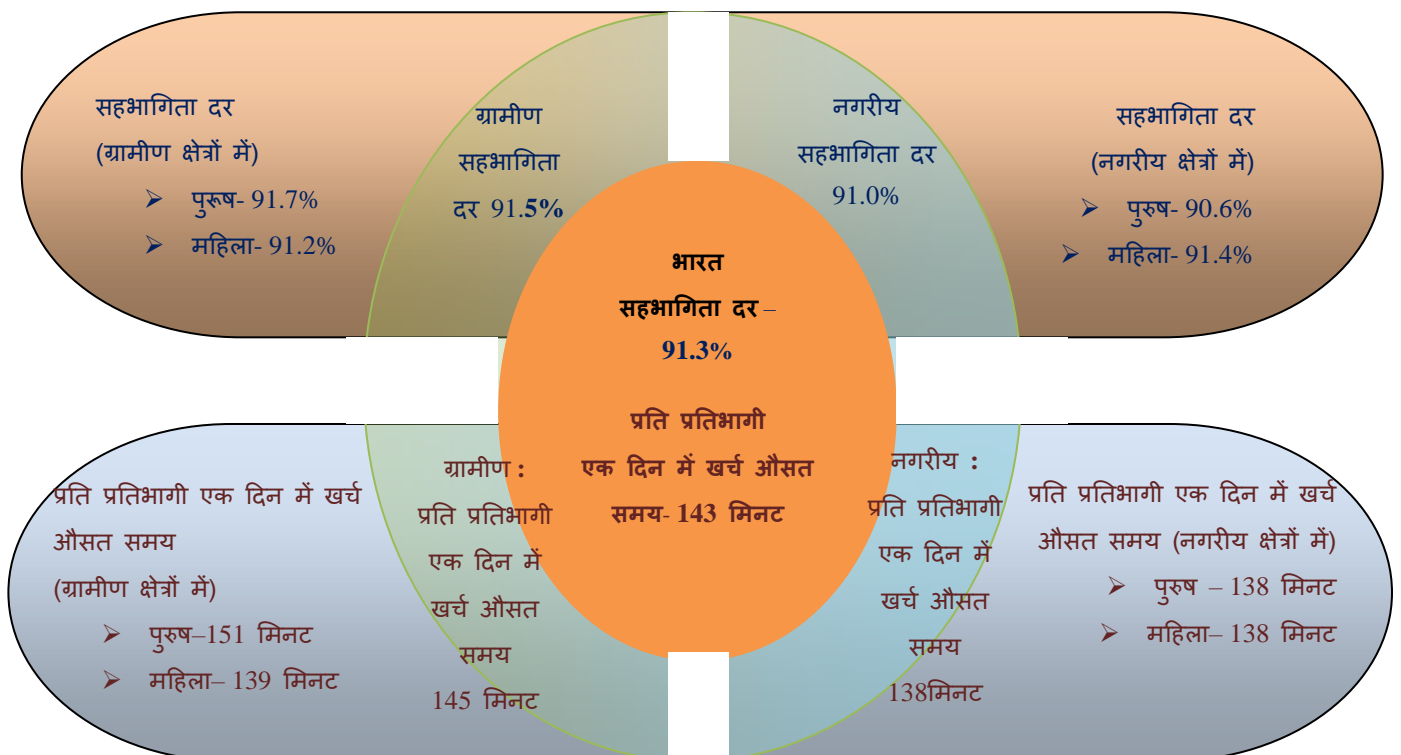 सहभागिता दर
(ग्रामीण क्षेत्रों में)
➢ पुरूष- 91.7%
➢ महिला- 91.2%
ग्रामीण
सहभागिता
दर 91.5%
नगरीय
सहभागिता दर
91.0%
सहभागिता दर
(नगरीय क्षेत्रों में)
➢ पुरुष- 90.6%
➢ महिला- 91.4%
भारत
सहभागिता दर –
91.3%
प्रति प्रतिभागी
एक दिन में खर्च औसत
समय- 143 मिनट
प्रति प्रतिभागी एक दिन में खर्च
औसत समय
(ग्रामीण क्षेत्रों में)
➢ पुरुष–151 मिनट
➢ महिला– 139 मिनट
ग्रामीण :
प्रति प्रतिभागी
एक दिन में
खर्च औसत
समय
145 मिनट
नगरीय :
प्रति प्रतिभागी
एक दिन में
खर्च औसत
समय
138मिनट
प्रति प्रतिभागी एक दिन में खर्च
औसत समय (नगरीय क्षेत्रों में)
➢ पुरुष – 138 मिनट
➢ महिला– 138 मिनट